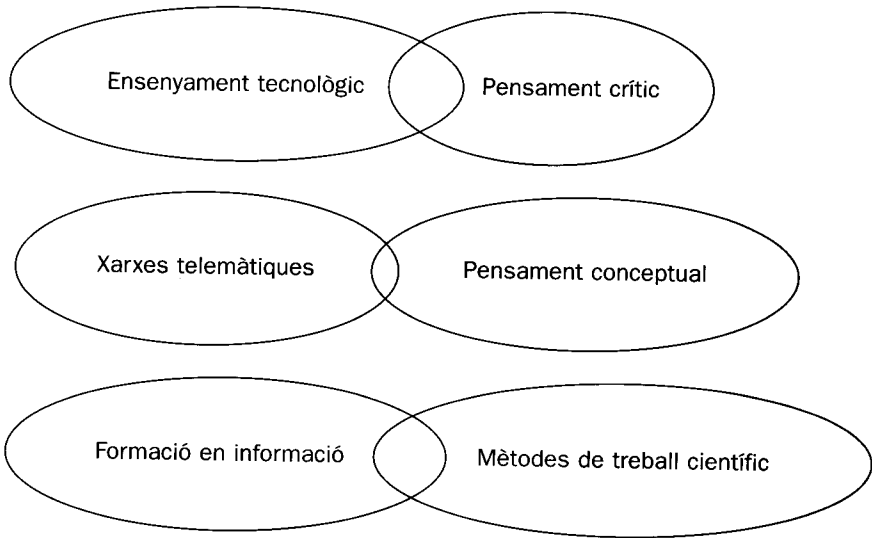 Ensenyament tecnològic
Pensament crític
Xarxes telemàtiques
Pensament conceptual
Formació en informació
Mètodes de treball científic